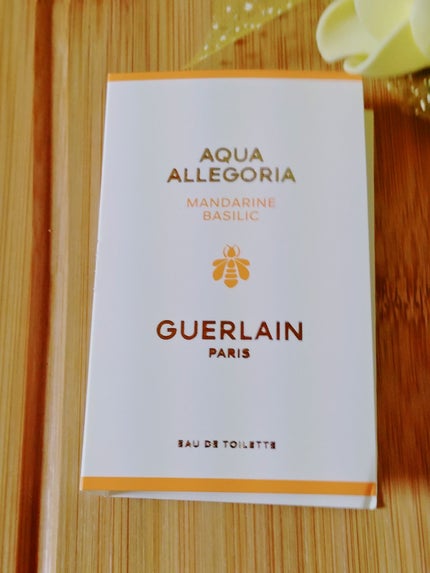 AQUA
ALLEGORIA
MANDARINE
BASILIC
GUERLAIN
PARIS
EAU DE TOILETTE